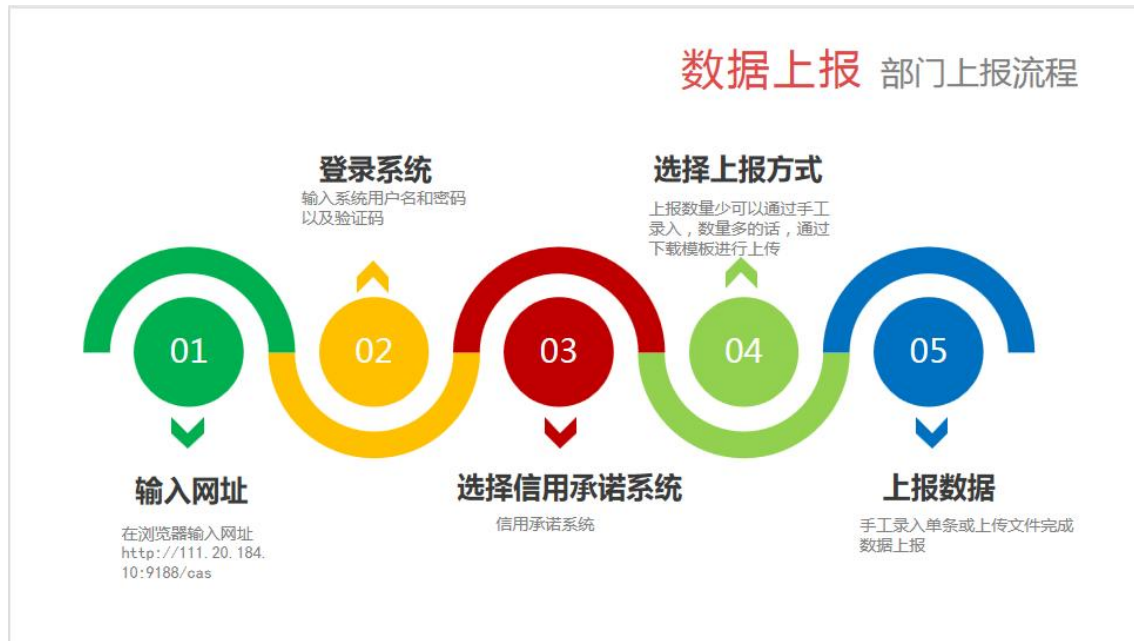 数据上报 部门上报流程
登录系统
输入系统用户名和密码
以及验证码
选择上报方式
上报数量少可以通过手工
录入，数量多的话，通过
下载模板进行上传
01
02
03
04
05
输入网址
在浏览器输入网址
http://111.20.184.
10:9188/cas
选择信用承诺系统
信用承诺系统
上报数据
手工录入单条或上传文件完成
数据上报